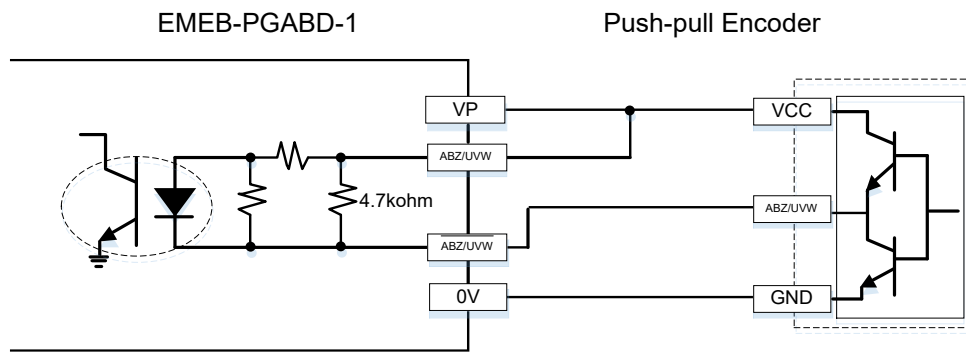 EMEB-PGABD-1
Push-pull Encoder
VP
VCC
ABZ/UVW
4.7kohm
ABZ/UVW
ABZ/UVW
0V
GND